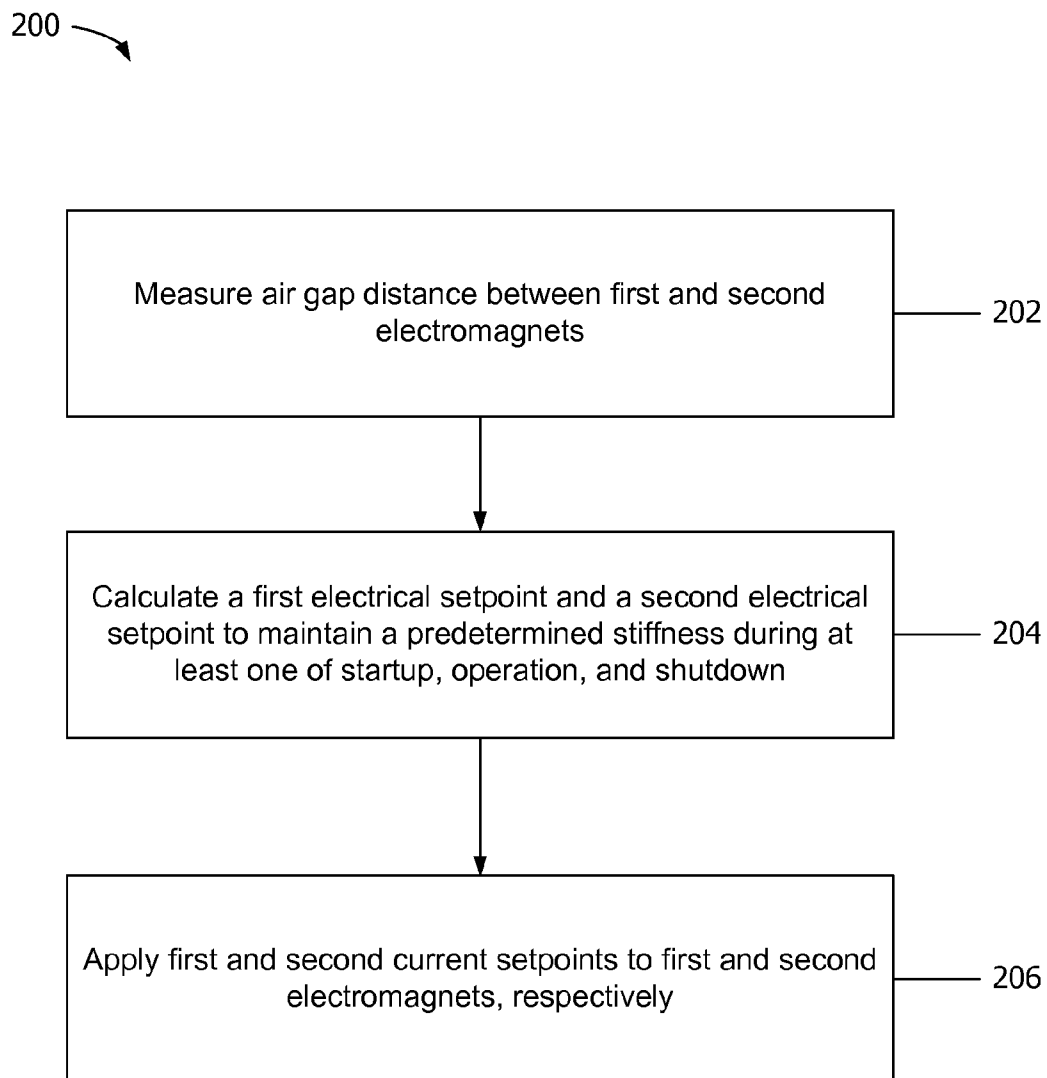 200
Measure air gap distance between first and second
electromagnets
202
Calculate a first electrical setpoint and a second electrical
setpoint to maintain a predetermined stiffness during at
least one of startup, operation, and shutdown
204
Apply first and second current setpoints to first and second
electromagnets, respectively
206